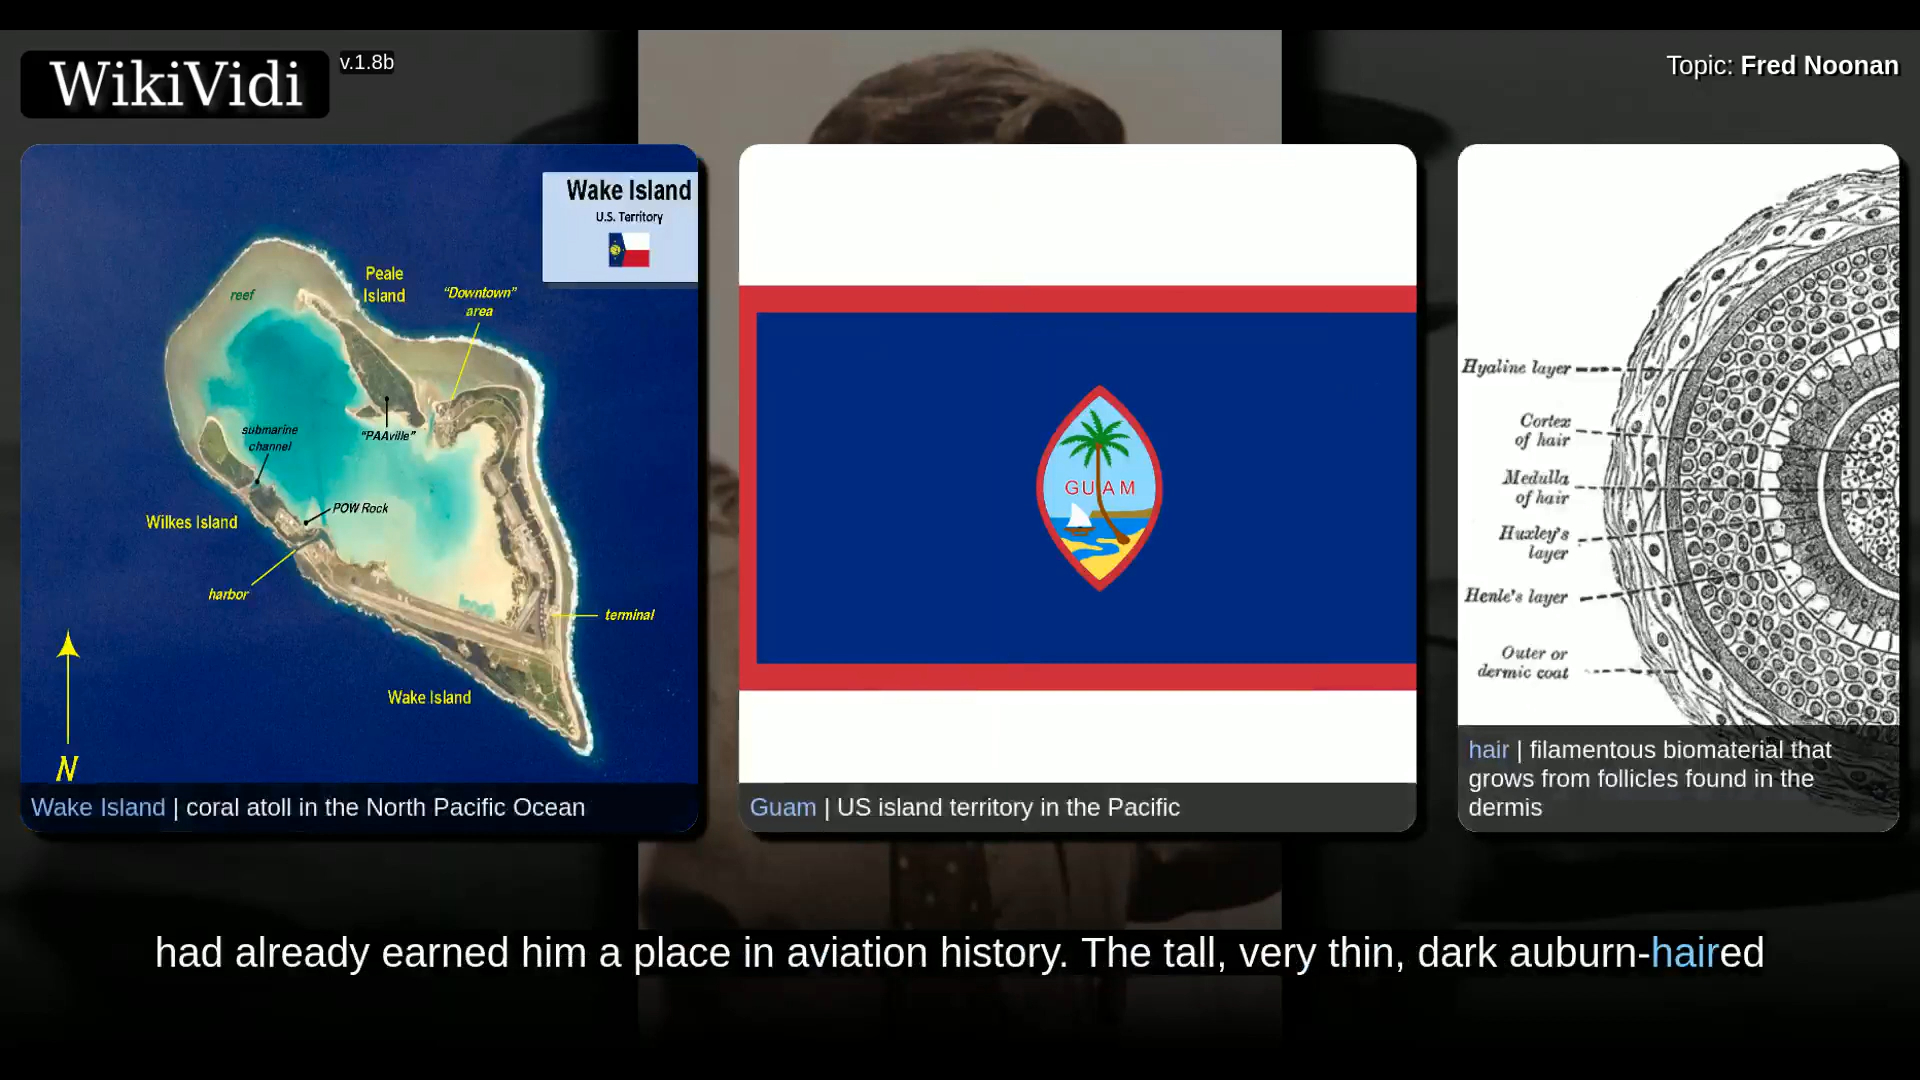 WikiVidi
v.1.8b
Topic: Fred Noonan
Wake Island
U.S. Territory
Peale
Island
"Downtown"
area
reef
submarine
channel
"PAAville"
POW Rock
Wilkes Island
harbor
terminal
Wake Island
N
Wake Island | coral atoll in the North Pacific Ocean
GUAM
Guam | US island territory in the Pacific
Hyaline layer
Cortex
of hair
Medulla
of hair
Huxley's
layer
Henle's layer
Outer or
dermic coat
hair | filamentous biomaterial that
grows from follicles found in the
dermis
had already earned him a place in aviation history. The tall, very thin, dark auburn-haired